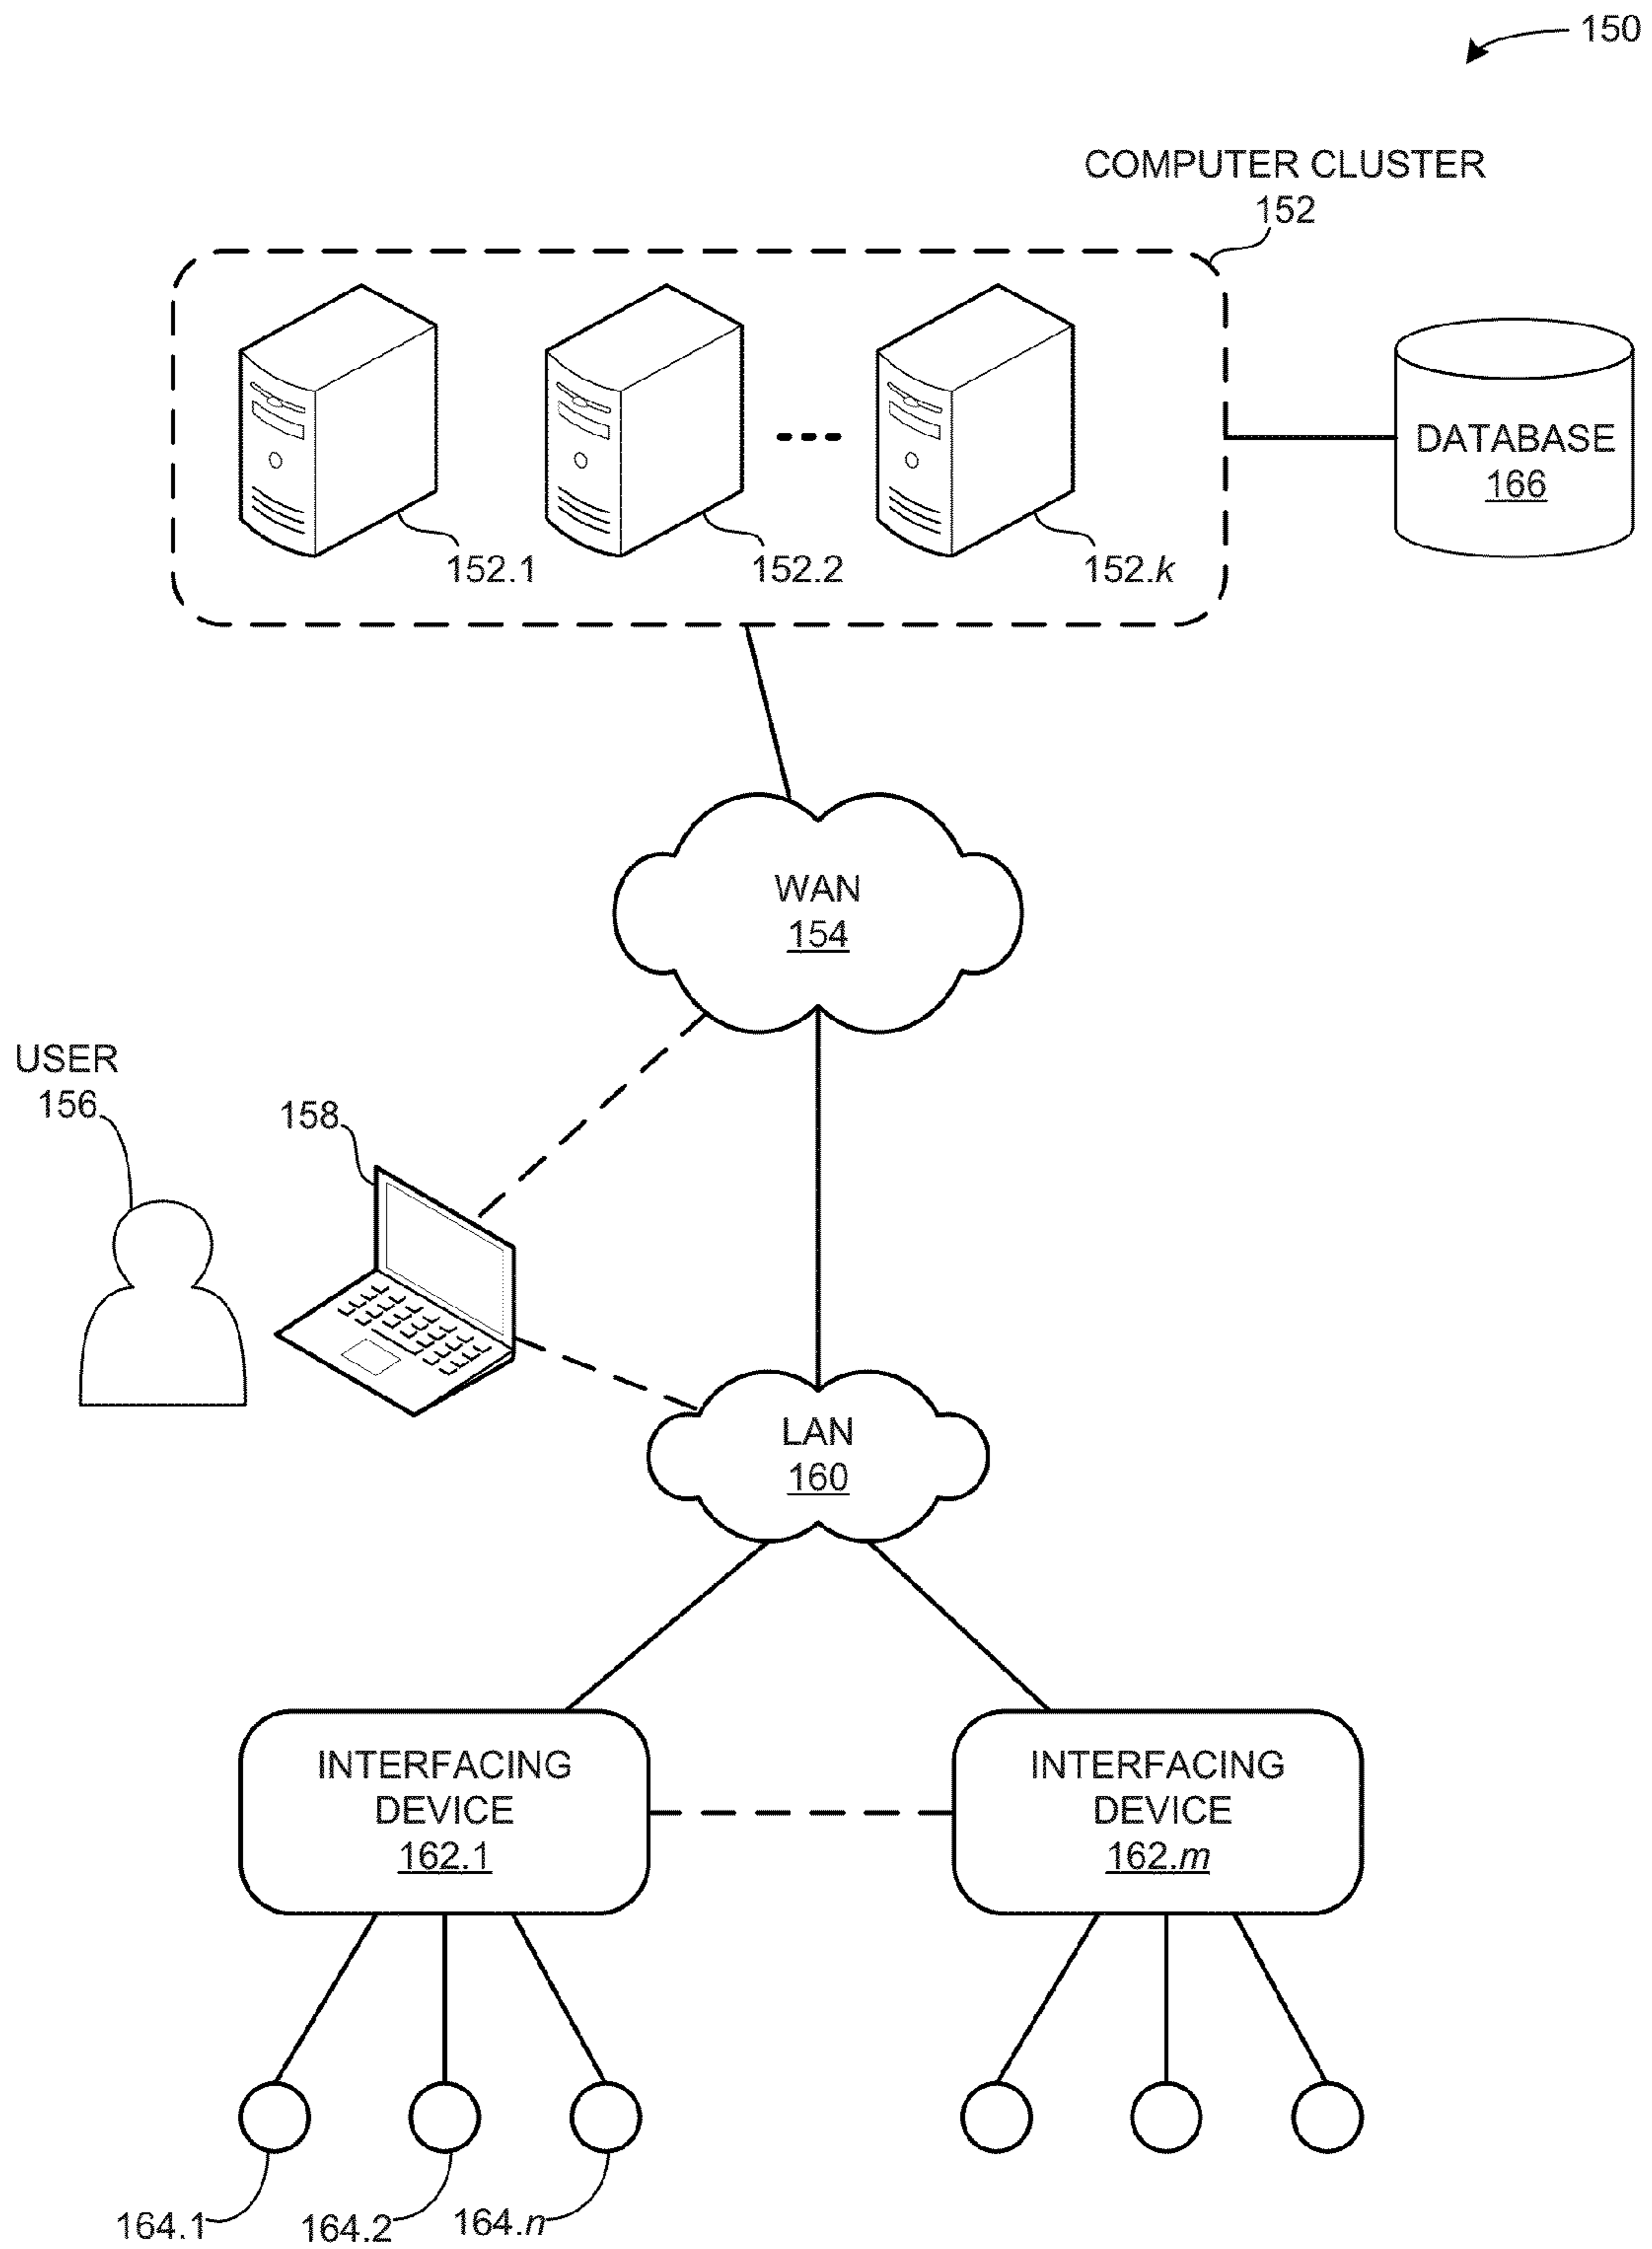 150
COMPUTER CLUSTER
152
DATABASE
166
152.1
152.2
152.k
WAN
154
USER
156
158
LAN
160
INTERFACING
DEVICE
162.1
INTERFACING
DEVICE
162.m
164.1
164.2
164.n